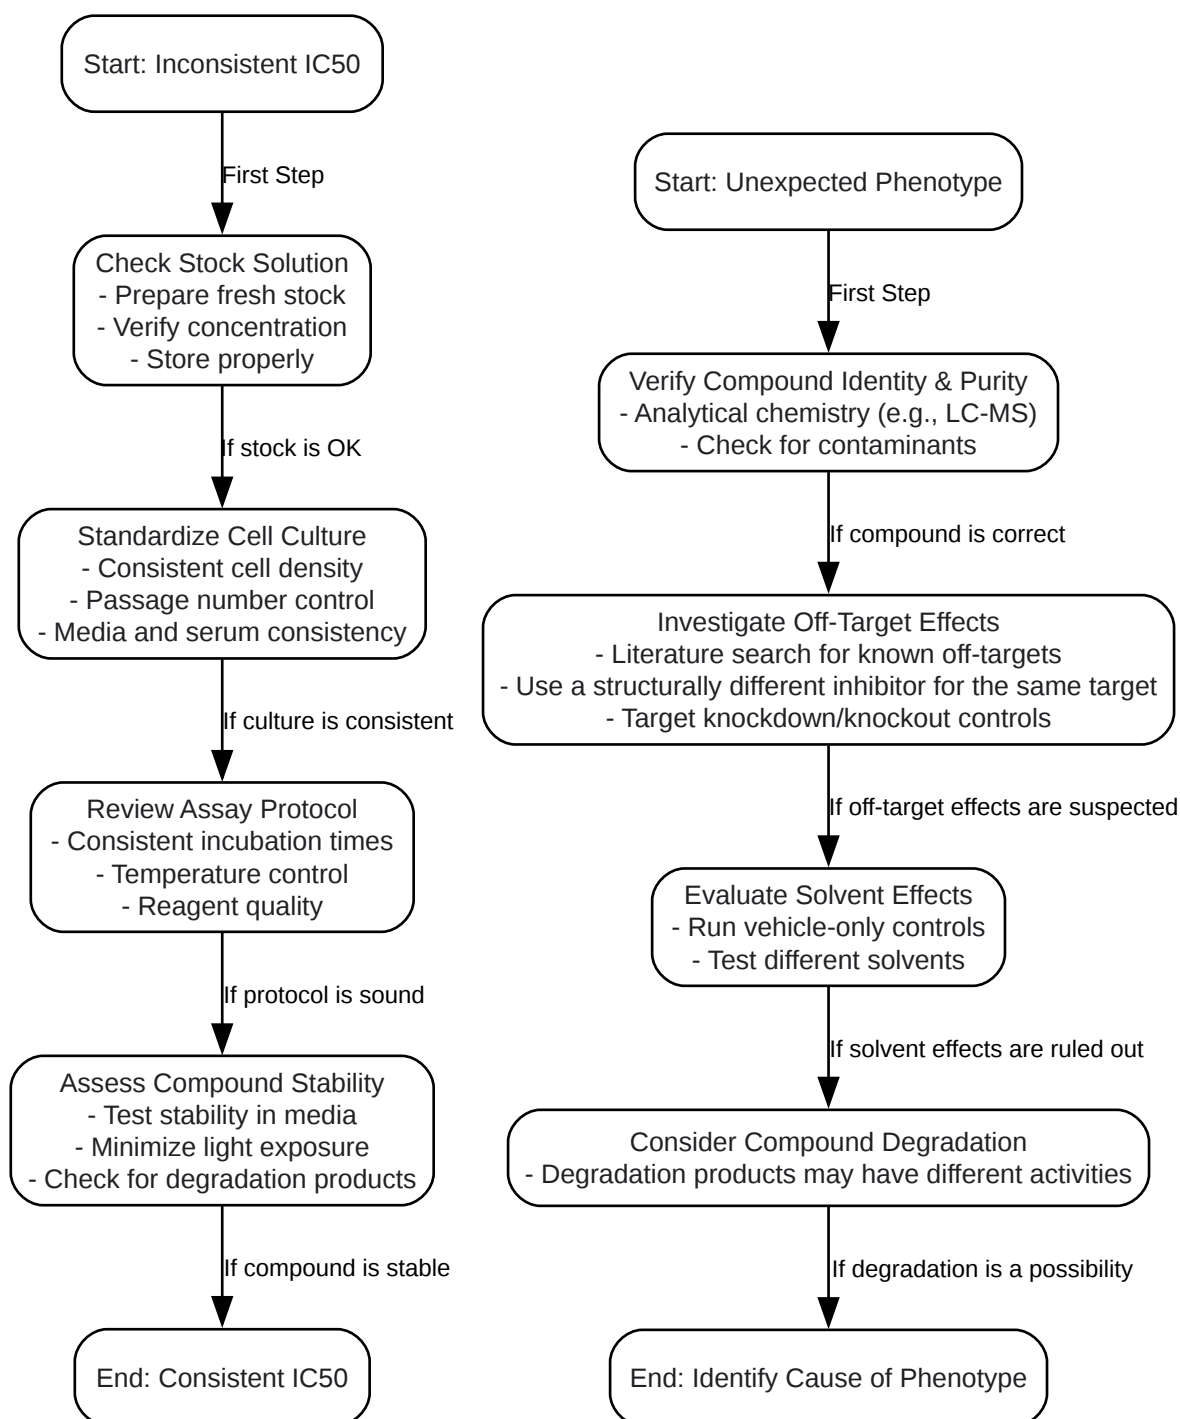 Start: Inconsistent IC50
First Step
Check Stock Solution
- Prepare fresh stock
- Verify concentration
- Store properly
If stock is OK
Standardize Cell Culture
- Consistent cell density
- Passage number control
- Media and serum consistency
If culture is consistent
Review Assay Protocol
- Consistent incubation times
- Temperature control
- Reagent quality
If protocol is sound
Assess Compound Stability
- Test stability in media
- Minimize light exposure
- Check for degradation products
If compound is stable
End: Consistent IC50
Start: Unexpected Phenotype
First Step
Verify Compound Identity & Purity
- Analytical chemistry (e.g., LC-MS)
- Check for contaminants
If compound is correct
Investigate Off-Target Effects
- Literature search for known off-targets
- Use a structurally different inhibitor for the same target
- Target knockdown/knockout controls
If off-target effects are suspected
Evaluate Solvent Effects
- Run vehicle-only controls
- Test different solvents
If solvent effects are ruled out
Consider Compound Degradation
- Degradation products may have different activities
If degradation is a possibility
End: Identify Cause of Phenotype